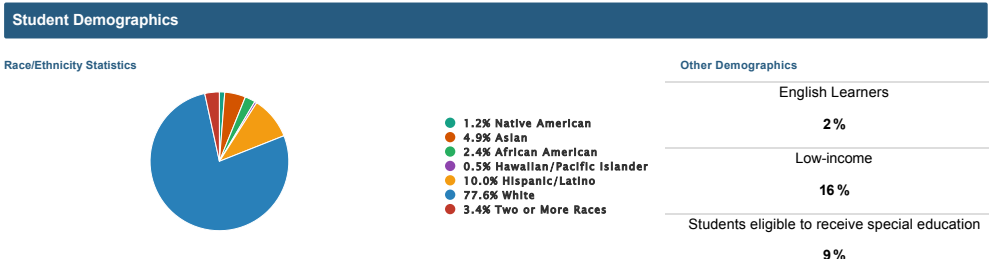 Student Demographics
Race/Ethnicity Statistics
1.2% Native American
4.9% Asian
2.4% African American
0.5% Hawaiian/Pacific Islander
10.0% Hispanic/Latino
77.6% White
3.4% Two or More Races
Other Demographics
English Learners
2%
Low-income
16%
Students eligible to receive special education
9%